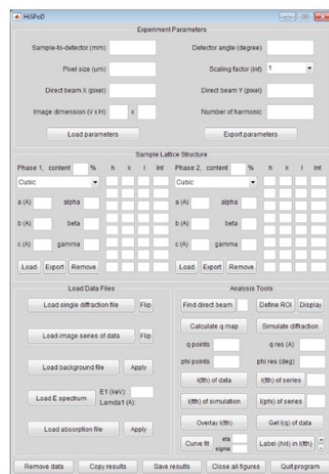 HiSPoD
Experiment Parameters
Sample-to-detector (mm) Detector angle (degree)
Pixel size (um) Scaling factor (int) 1
Direct beam X (pixel) Direct beam Y (pixel)
Image dimension (V x H) x Number of harmonic
Load parameters Export parameters
Sample Lattice Structure
Phase 1, content % h k l Int Phase 2, content % h k l Int
Cubic Cubic
a (A) alpha a (A) alpha
b (A) beta b (A) beta
c (A) gamma c (A) gamma
Load Export Remove Load Export Remove
Load Data Files Analysis Tools
Load single diffraction file Flip Find direct beam Define ROI Display
Load image series of data Flip Calculate q map Simulate diffraction
q points q res (A)
Load background file Apply phi points phi res (deg)
Load E spectrum E1 (keV) Lamda1 (A): I(tth) of data I(tth) of series
I(tth) of simulation I(phi) of series
Load absorption file Apply Overlay I(tth) Get I(q) of data
Curve fit eta sigma Label (hkl) in I(tth)
Remove data Copy results Save results Close all figures Quit program